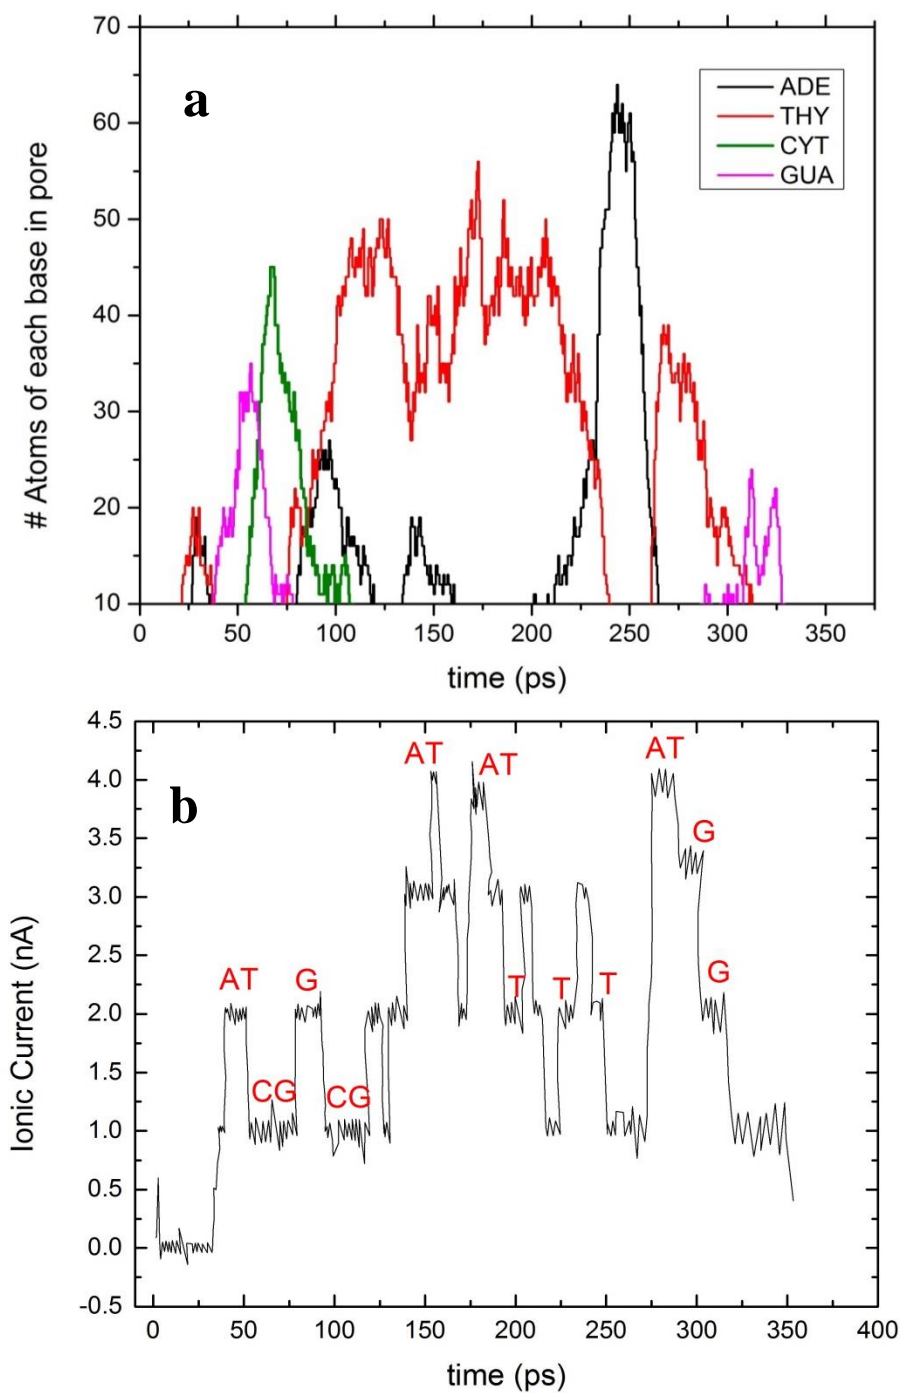 70
60
50
40
30
20
10
# Atoms of each base in pore
a
ADE
THY
CYT
GUA
0 50 100 150 200 250 300 350
time (ps)
4.5
4.0
3.5
3.0
2.5
2.0
1.5
1.0
0.5
0.0
-0.5
Ionic Current (nA)
b
AT
CG
G
CG
AT
AT
T
T
T
AT
G
G
0 50 100 150 200 250 300 350 400
time (ps)